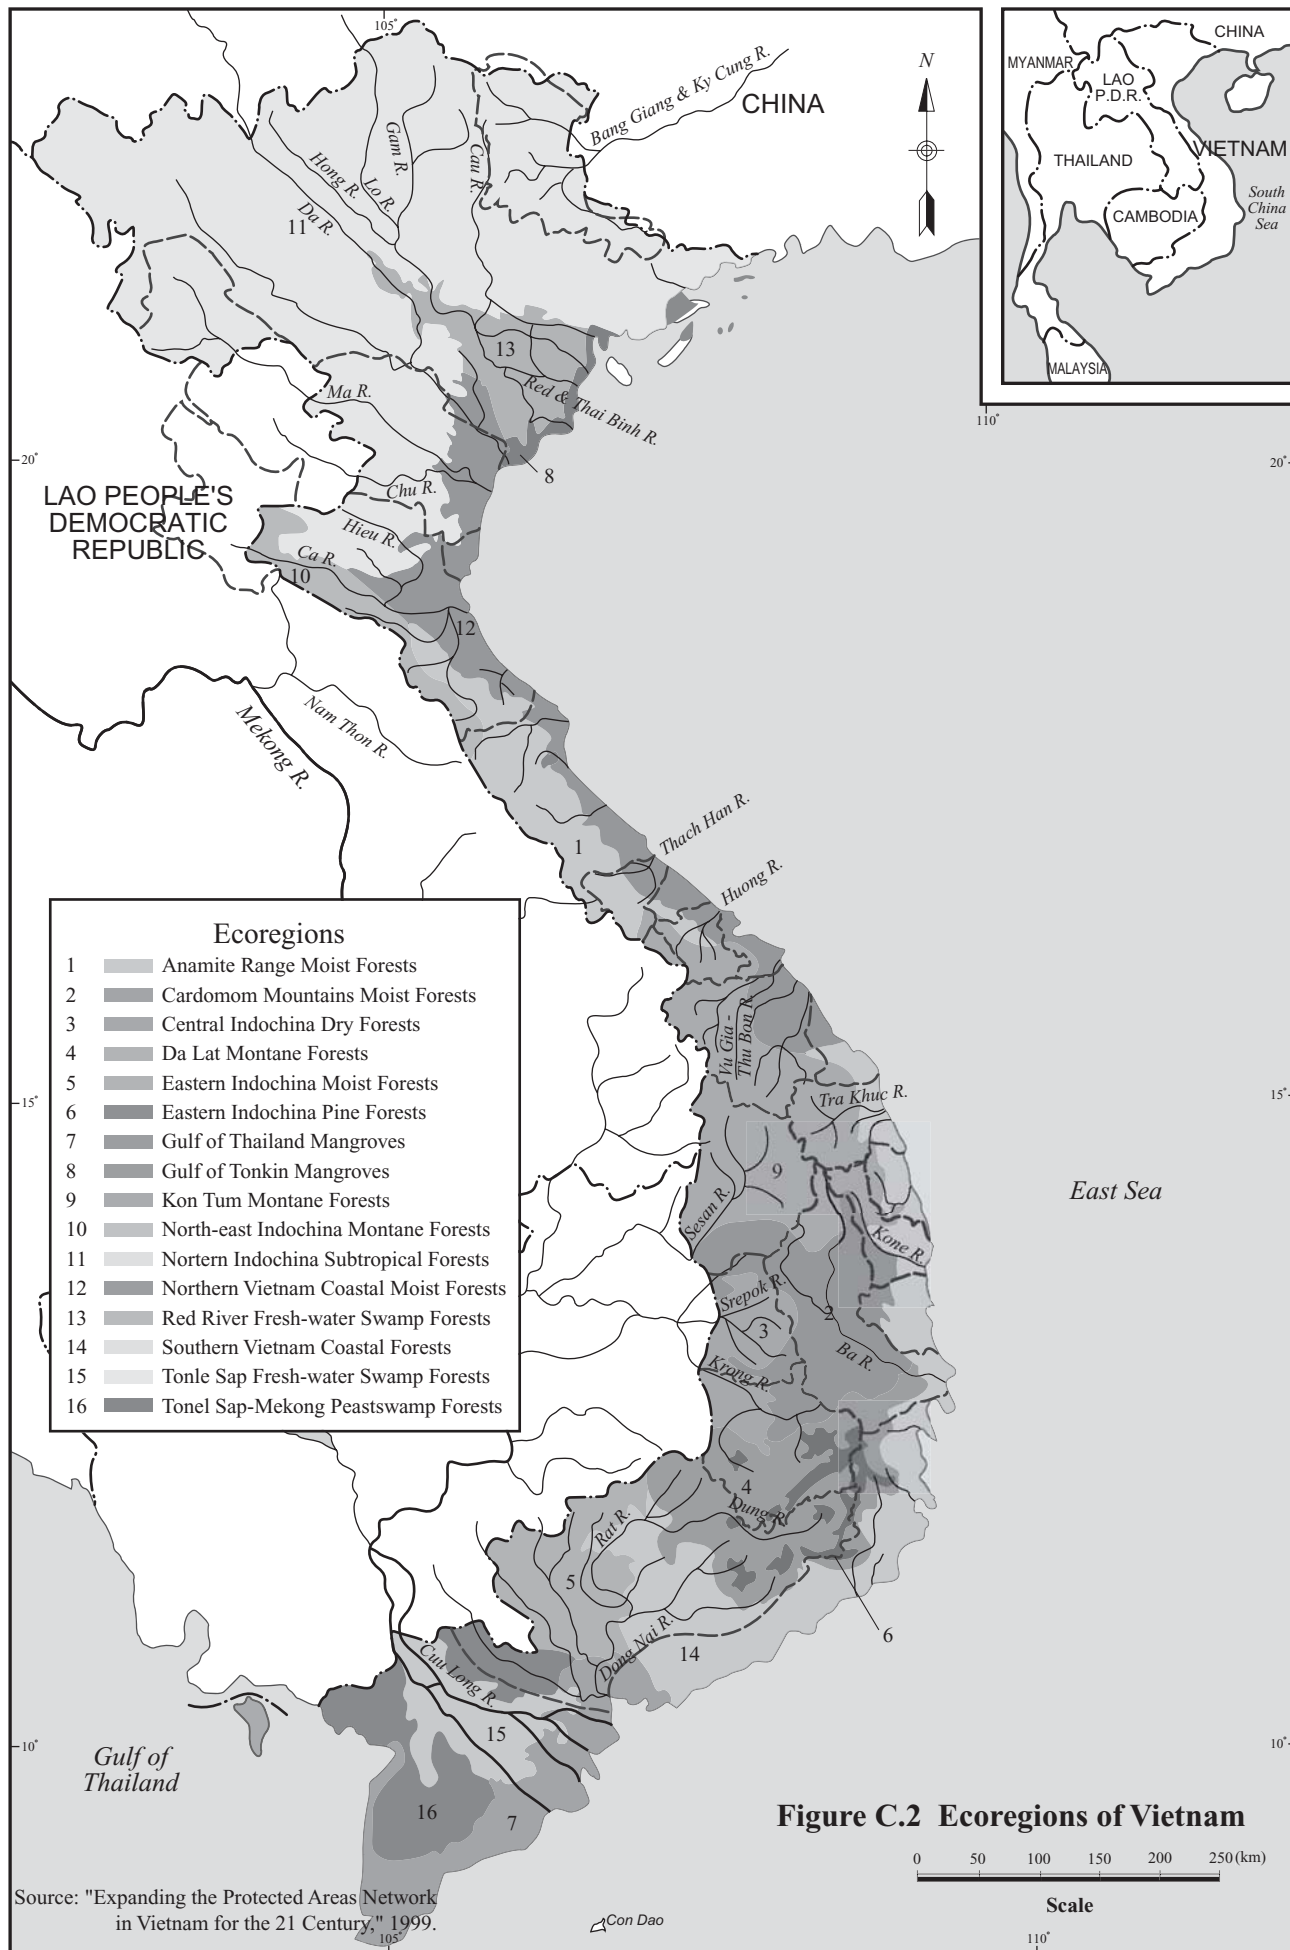 105°
CHINA
MYANMAR
LAO
P.D.R.
VIETNAM
THAILAND
South
China
Sea
CAMBODIA
MALAYSIA
N
Bang Giang & Ky Cung R.
CHINA
Gam R.
Cau R.
Hong R.
Lo R.
Da R.
11
13
Red & Thai Binh R.
Ma R.
110°
20°
20°
8
LAO PEOPLE'S
DEMOCRATIC
REPUBLIC
Chu R.
Hieu R.
Ca R.
10
12
Nam Thon R.
Mekong R.
1
Thach Han R.
Huong R.
Vu Gia -
Thu Bon R.
Ecoregions
1 Anamite Range Moist Forests
2 Cardomom Mountains Moist Forests
3 Central Indochina Dry Forests
4 Da Lat Montane Forests
5 Eastern Indochina Moist Forests
6 Eastern Indochina Pine Forests
7 Gulf of Thailand Mangroves
8 Gulf of Tonkin Mangroves
9 Kon Tum Montane Forests
10 North-east Indochina Montane Forests
11 Nortern Indochina Subtropical Forests
12 Northern Vietnam Coastal Moist Forests
13 Red River Fresh-water Swamp Forests
14 Southern Vietnam Coastal Forests
15 Tonle Sap Fresh-water Swamp Forests
16 Tonel Sap-Mekong Peastswamp Forests
15°
15°
Tra Khuc R.
9
Sesan R.
East Sea
Kone R.
Srepok R.
2
3
Ba R.
Krong R.
4
Dung R.
Rat R.
5
6
Dong Nai R.
14
Cuu Long R.
15
10°
10°
Gulf of
Thailand
16
7
Figure C.2 Ecoregions of Vietnam
0 50 100 150 200 250 (km)
Scale
Source: "Expanding the Protected Areas Network
in Vietnam for the 21 Century," 1999.
Con Dao
105°
110°